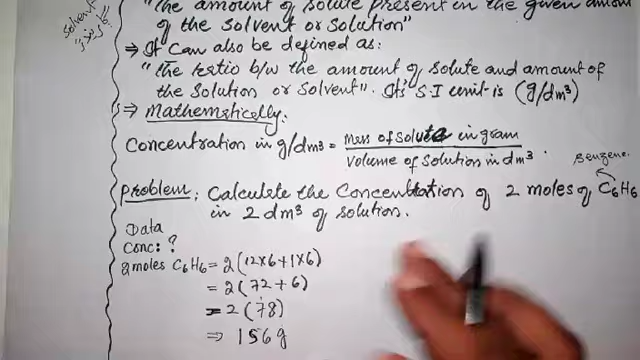 "The amount of solute present in the given amount
of the solvent or solution"
⇒ It can also be defined as:
"The ratio b/w the amount of solute and amount of
the solution or solvent". It's S.I unit is (g/dm³)
⇒ Mathematically:
Concentration in g/dm³ = Mass of solute in gram
Volume of solution in dm³.
Benzene.
Problem: Calculate the Concentration of 2 moles of C₆H₆
in 2 dm³ of solution.
Data
Conc: ?
2 moles C₆H₆ = 2(12×6+1×6)
= 2(72+6)
= 2(78)
⇒ 156g